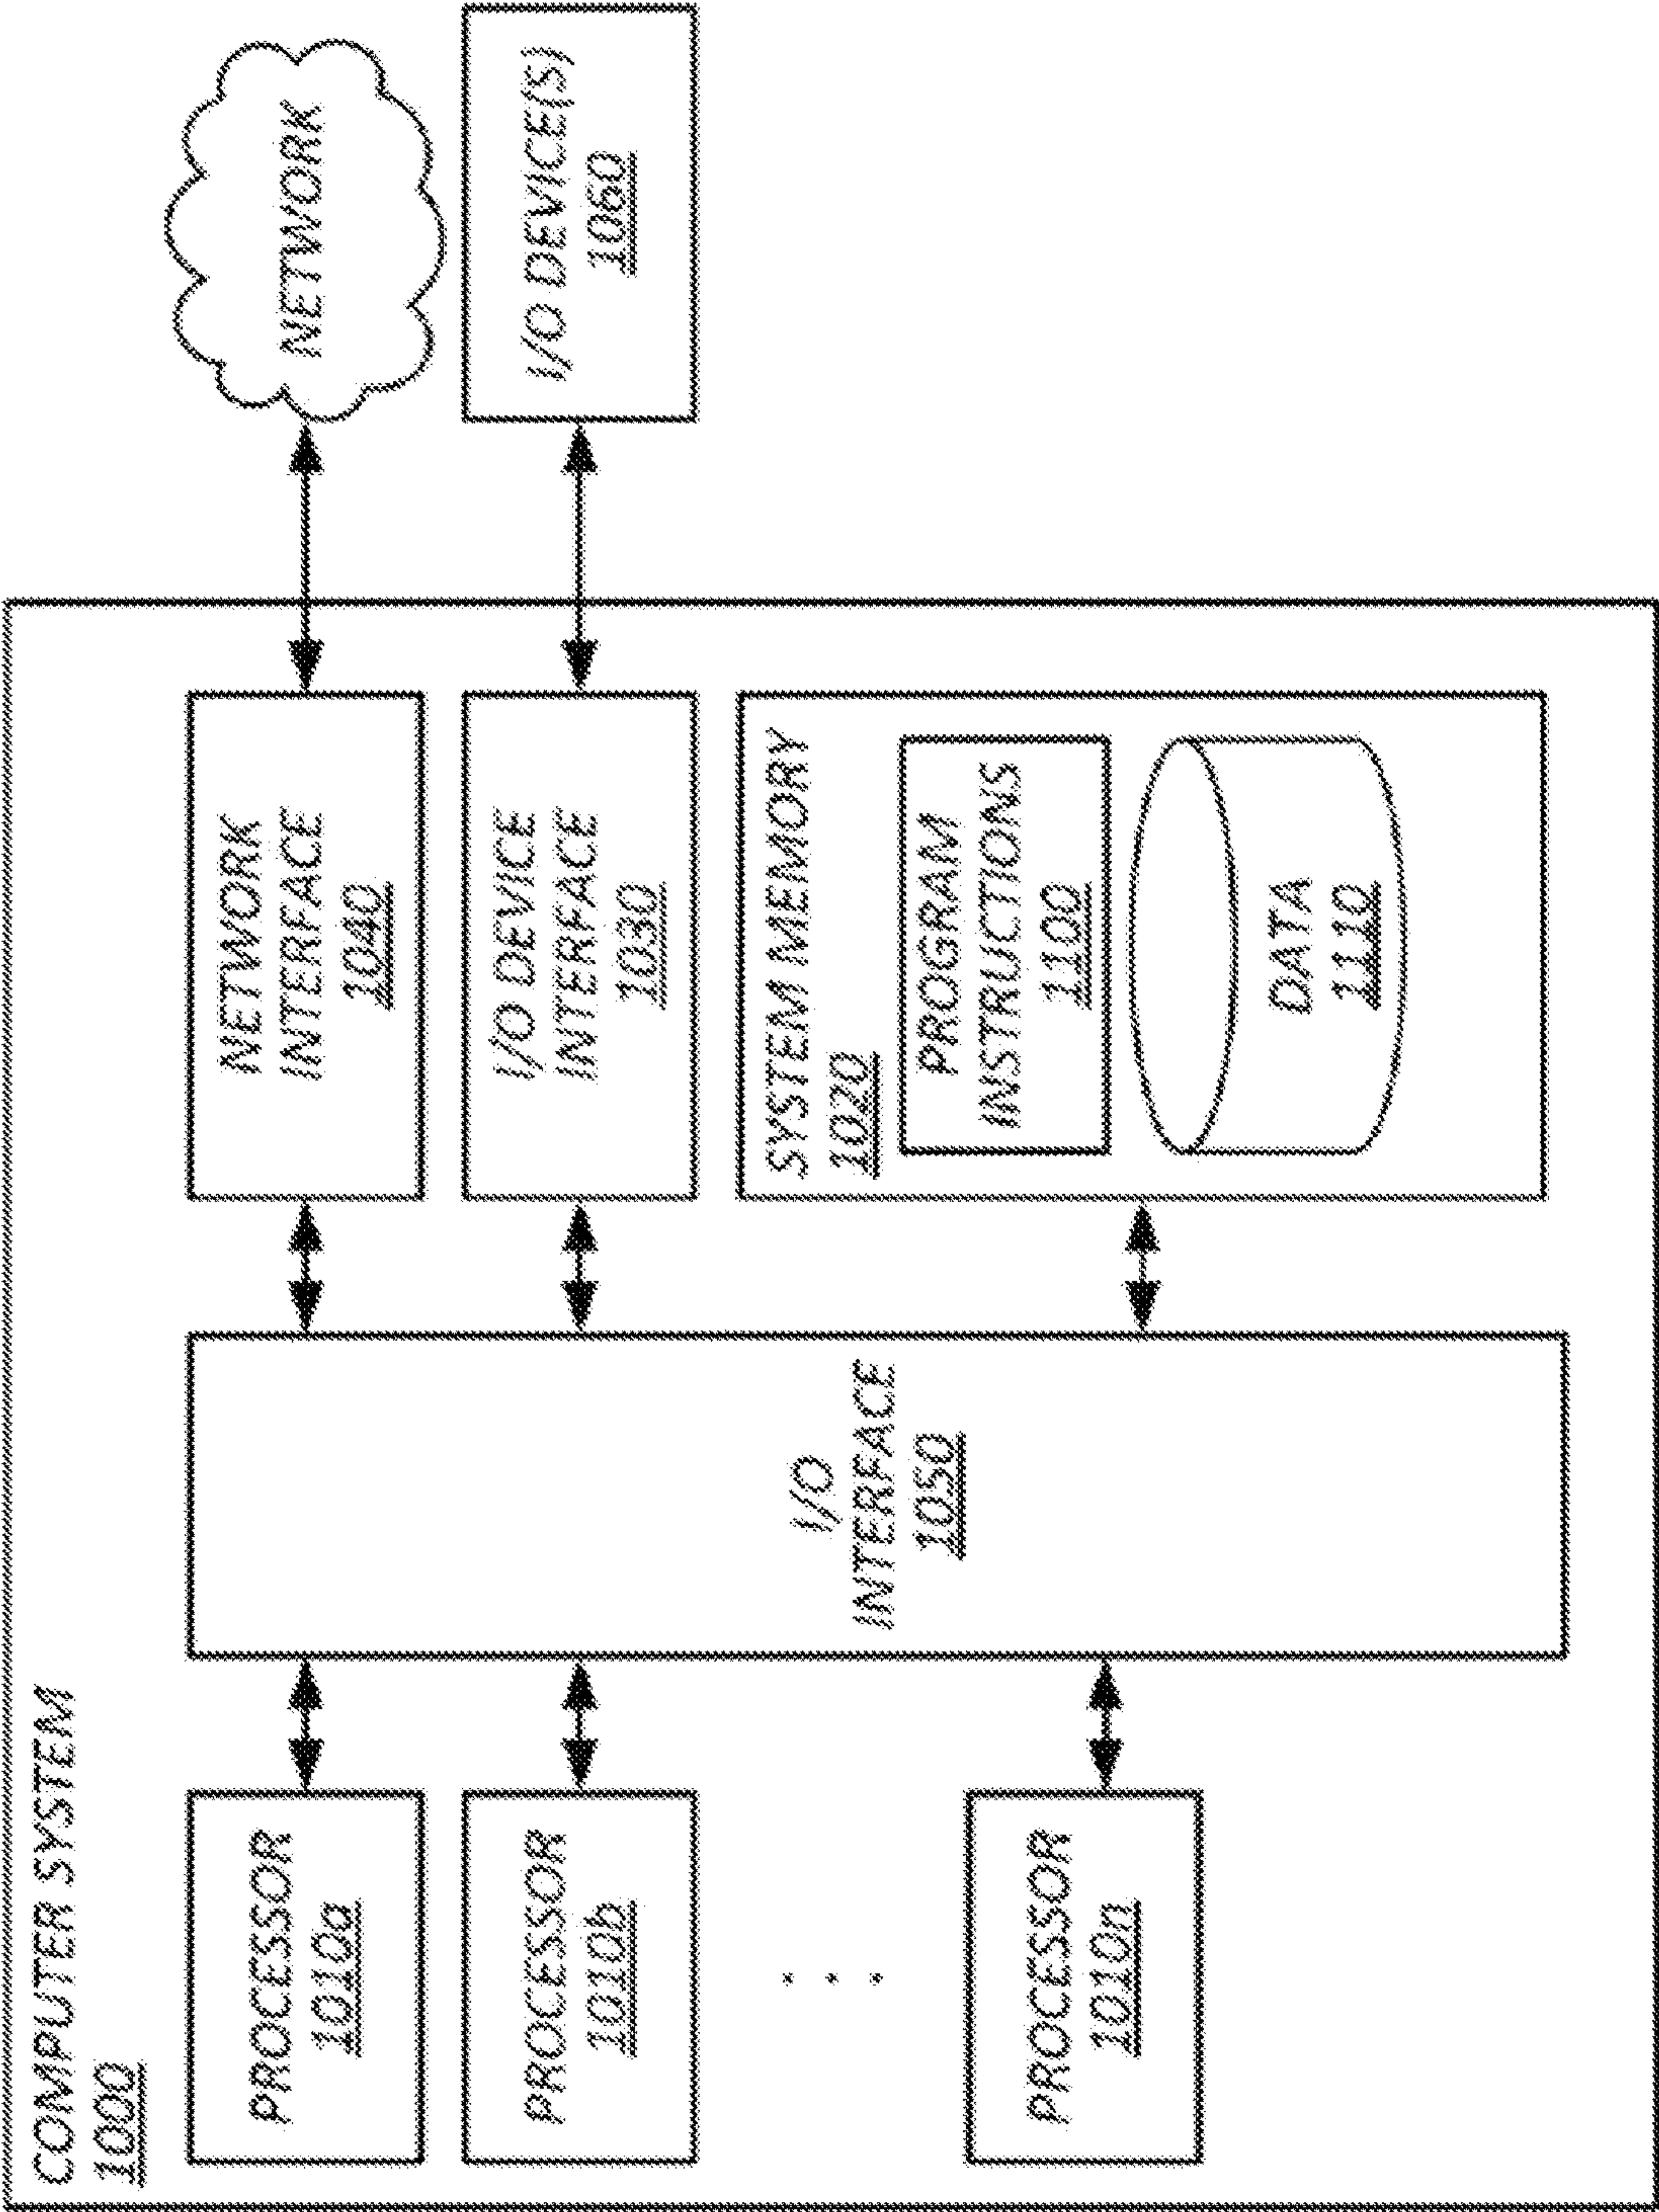 COMPUTER SYSTEM
1000
PROCESSOR
1010a
PROCESSOR
1010b
. . .
PROCESSOR
1010n
I/O
INTERFACE
1050
NETWORK
INTERFACE
1040
I/O DEVICE
INTERFACE
1030
SYSTEM MEMORY
1020
PROGRAM
INSTRUCTIONS
1100
DATA
1110
NETWORK
I/O DEVICE(S)
1060